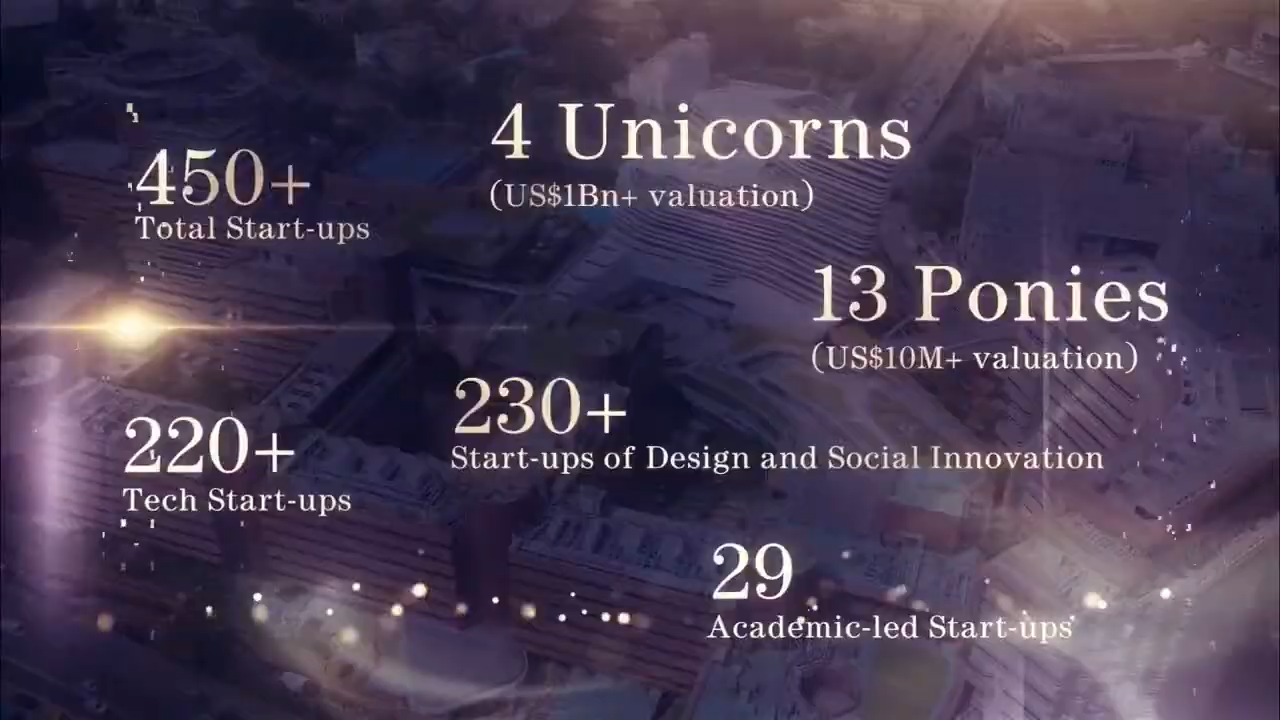 4 Unicorns
(US$1Bn+ valuation)
450+
Total Start-ups
13 Ponies
(US$10M+ valuation)
230+
Start-ups of Design and Social Innovation
220+
Tech Start-ups
29
Academic-led Start-ups